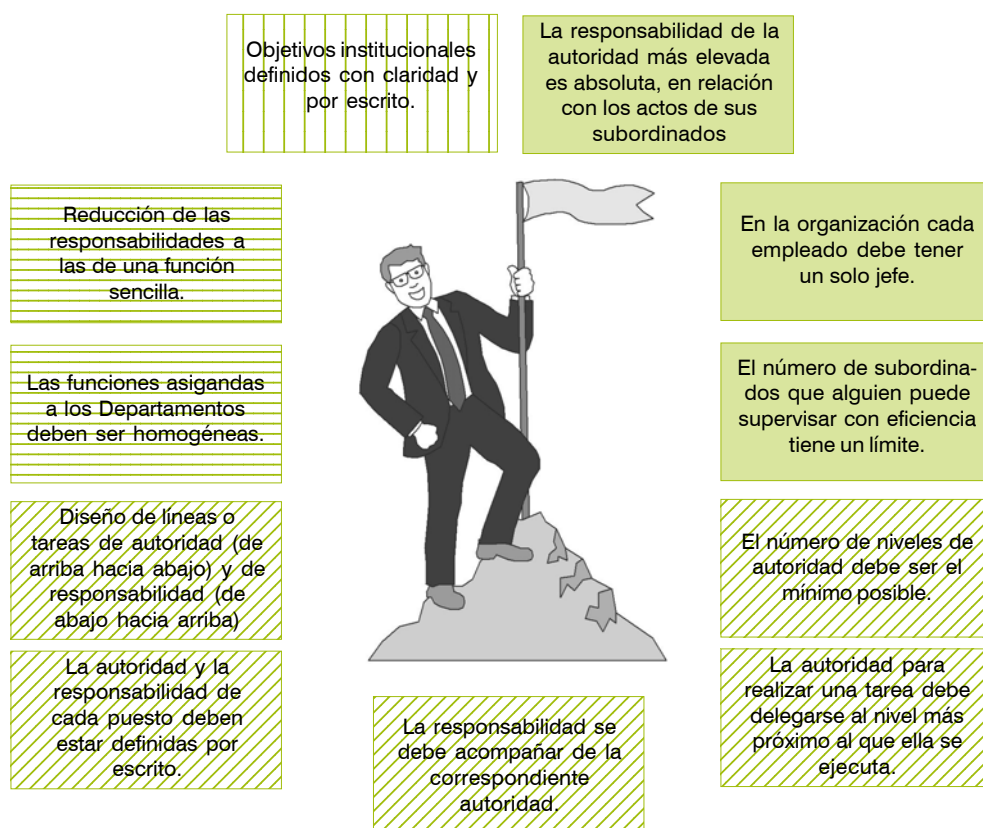 Objetivos institucionales
definidos con claridad y
por escrito.
La responsabilidad de la
autoridad más elevada
es absoluta, en relación
con los actos de sus
subordinados
Reducción de las
responsabilidades a
las de una función
sencilla.
En la organización cada
empleado debe tener
un solo jefe.
Las funciones asigandas
a los Departamentos
deben ser homogéneas.
El número de subordina-
dos que alguien puede
supervisar con eficiencia
tiene un límite.
Diseño de líneas o
tareas de autoridad (de
arriba hacia abajo) y de
responsabilidad (de
abajo hacia arriba)
El número de niveles de
autoridad debe ser el
mínimo posible.
La autoridad y la
responsabilidad de
cada puesto deben
estar definidas por
escrito.
La responsabilidad se
debe acompañar de la
correspondiente
autoridad.
La autoridad para
realizar una tarea debe
delegarse al nivel más
próximo al que ella se
ejecuta.